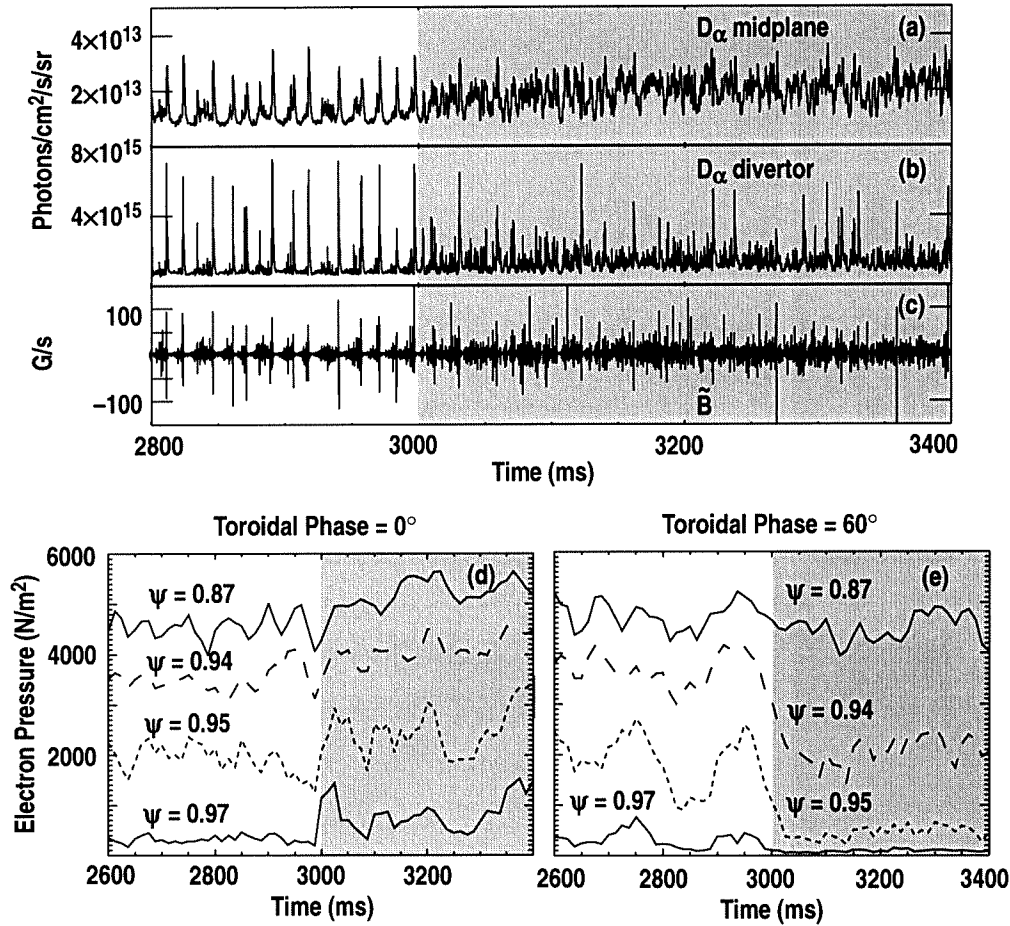 (a)
Dα midplane
4×10¹³
2×10¹³
Photons/cm²/s/sr
8×10¹⁵
4×10¹⁵
Dα divertor
(b)
(c)
100
−100
G/s
B̃
2800 3000 3200 3400
Time (ms)
Toroidal Phase = 0°
Toroidal Phase = 60°
Electron Pressure (N/m²)
6000
4000
2000
(d)
ψ = 0.87
ψ = 0.94
ψ = 0.95
ψ = 0.97
2600 2800 3000 3200
Time (ms)
(e)
ψ = 0.87
ψ = 0.94
ψ = 0.97
ψ = 0.95
2600 2800 3000 3200 3400
Time (ms)